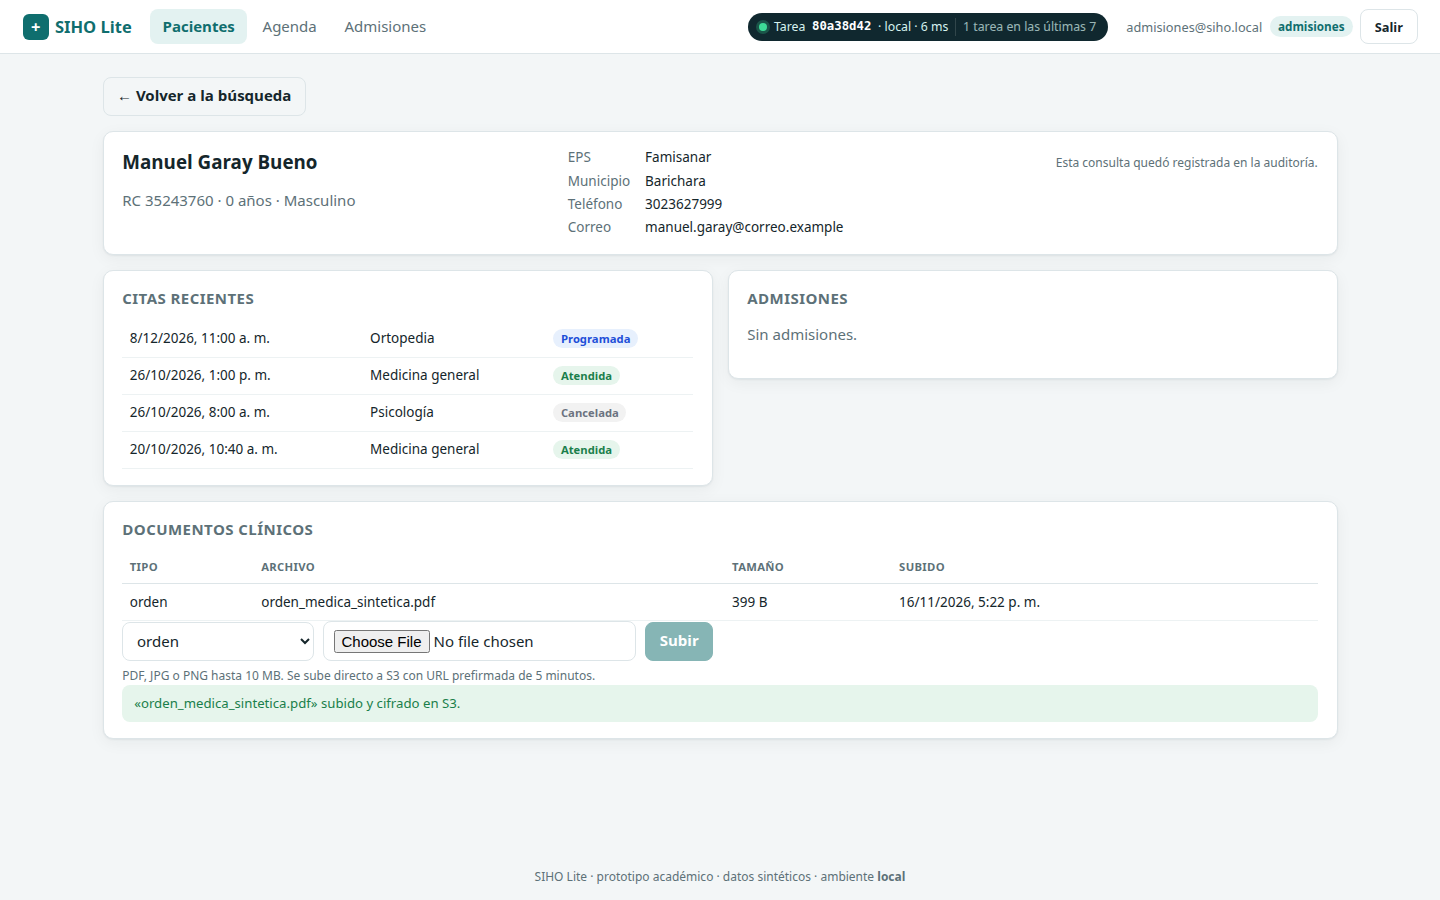 + SIHO Lite Pacientes Agenda Admisiones Tarea 80a38d42 · local · 6 ms 1 tarea en las últimas 7 admisiones@siho.local admisiones Salir
← Volver a la búsqueda
Manuel Garay Bueno
RC 35243760 · 0 años · Masculino
EPS Famisanar
Municipio Barichara
Teléfono 3023627999
Correo manuel.garay@correo.example
Esta consulta quedó registrada en la auditoría.
CITAS RECIENTES
8/12/2026, 11:00 a. m. Ortopedia Programada
26/10/2026, 1:00 p. m. Medicina general Atendida
26/10/2026, 8:00 a. m. Psicología Cancelada
20/10/2026, 10:40 a. m. Medicina general Atendida
ADMISIONES
Sin admisiones.
DOCUMENTOS CLÍNICOS
TIPO ARCHIVO TAMAÑO SUBIDO
orden orden_medica_sintetica.pdf 399 B 16/11/2026, 5:22 p. m.
orden Choose File No file chosen Subir
PDF, JPG o PNG hasta 10 MB. Se sube directo a S3 con URL prefirmada de 5 minutos.
«orden_medica_sintetica.pdf» subido y cifrado en S3.
SIHO Lite · prototipo académico · datos sintéticos · ambiente local